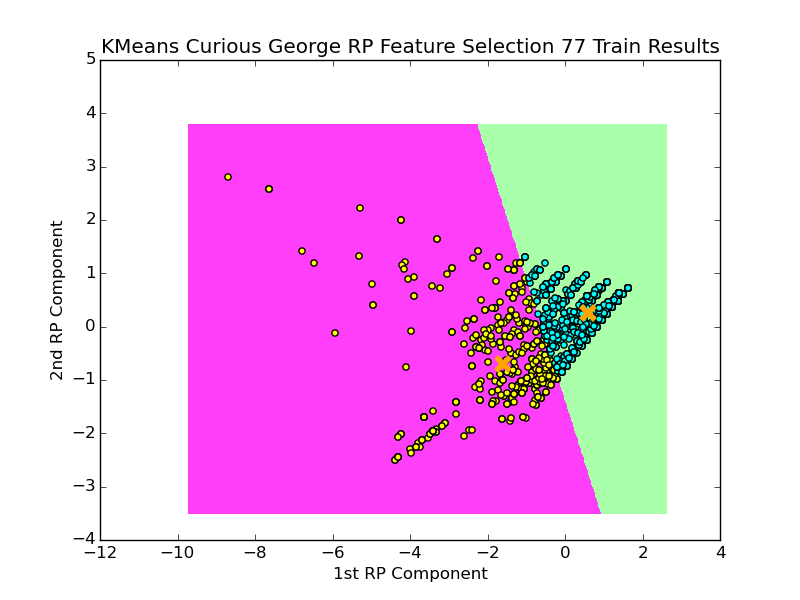 KMeans Curious George RP Feature Selection 77 Train Results
5
4
3
2
1
0
−1
−2
−3
−4
2nd RP Component
−12 −10 −8 −6 −4 −2 0 2 4
1st RP Component